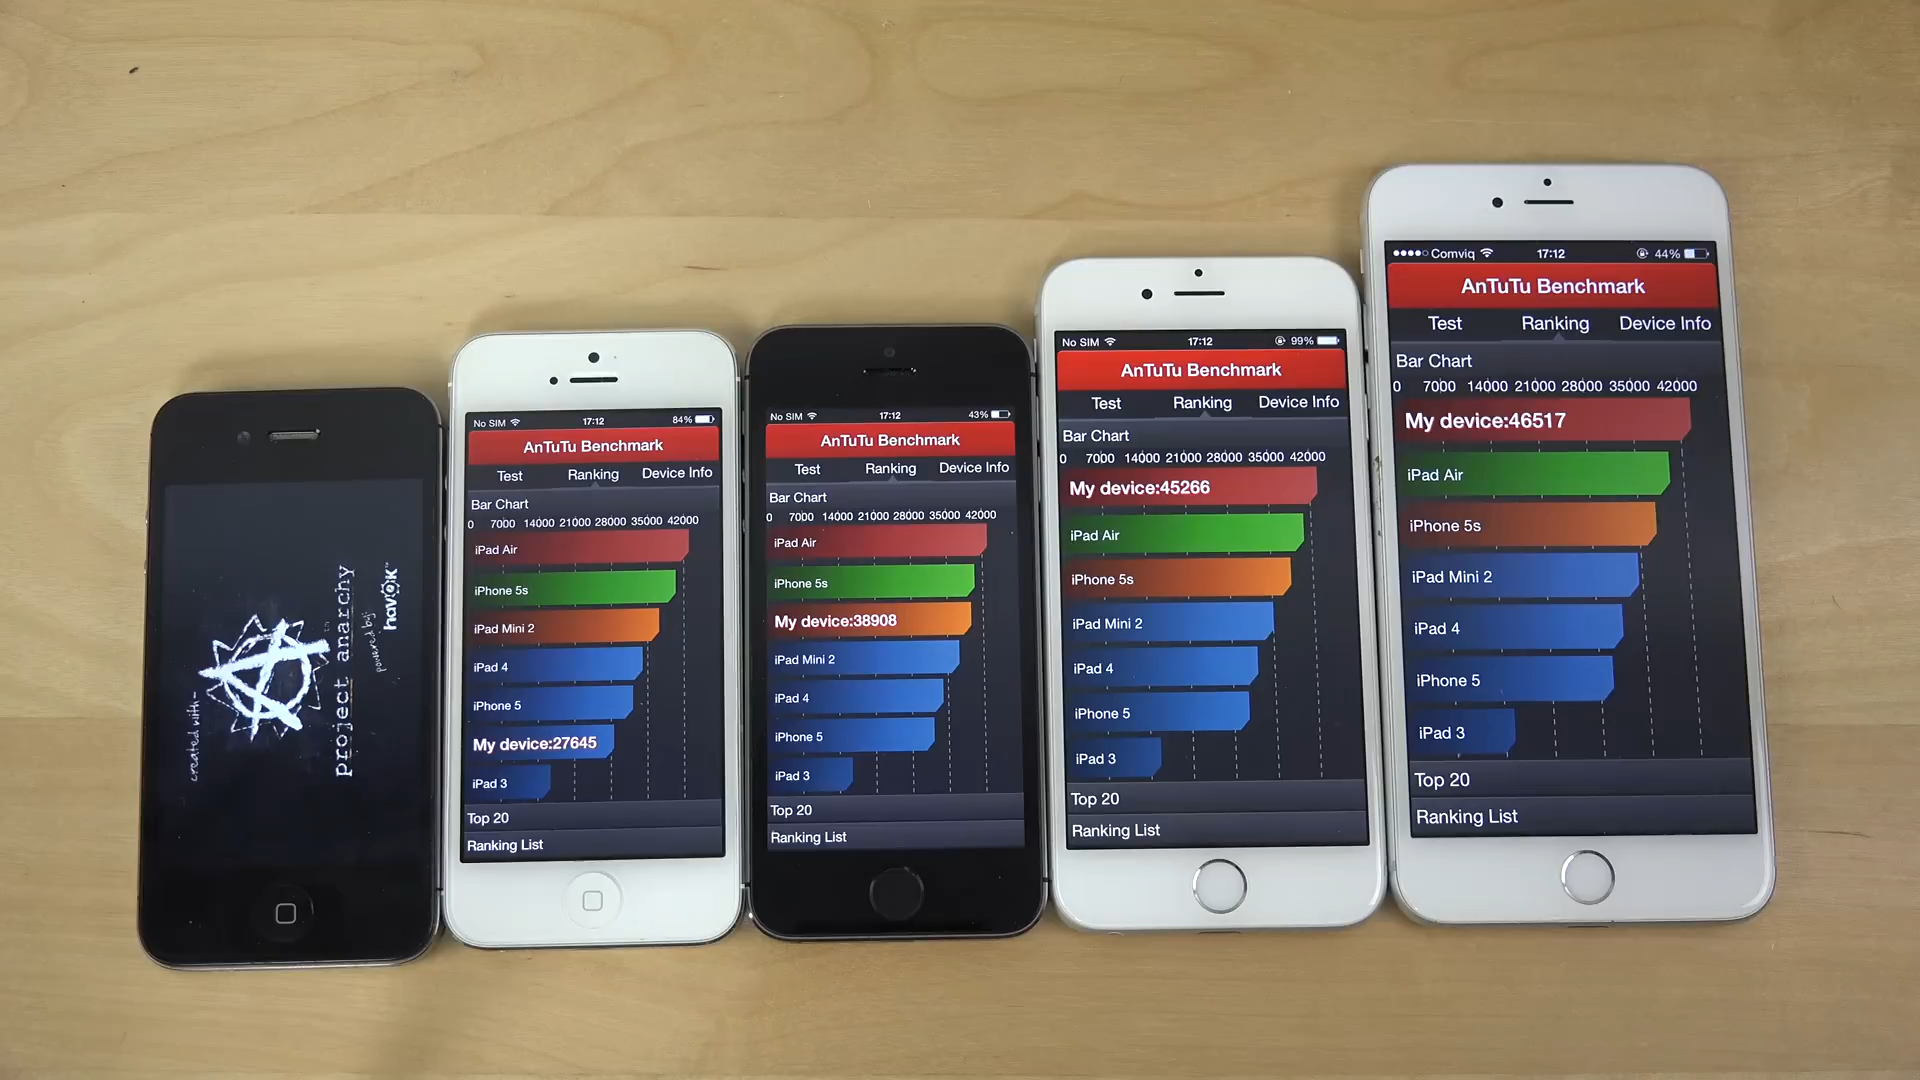 created with~
project anarchy
powered by:
havok™
No SIM 17:12 84%
AnTuTu Benchmark
Test Ranking Device Info
Bar Chart
0 7000 14000 21000 28000 35000 42000
iPad Air
iPhone 5s
iPad Mini 2
iPad 4
iPhone 5
My device:27645
iPad 3
Top 20
Ranking List
No SIM 17:12 43%
AnTuTu Benchmark
Test Ranking Device Info
Bar Chart
0 7000 14000 21000 28000 35000 42000
iPad Air
iPhone 5s
My device:38908
iPad Mini 2
iPad 4
iPhone 5
iPad 3
Top 20
Ranking List
No SIM 17:12 99%
AnTuTu Benchmark
Test Ranking Device Info
Bar Chart
0 7000 14000 21000 28000 35000 42000
My device:45266
iPad Air
iPhone 5s
iPad Mini 2
iPad 4
iPhone 5
iPad 3
Top 20
Ranking List
Comviq 17:12 44%
AnTuTu Benchmark
Test Ranking Device Info
Bar Chart
0 7000 14000 21000 28000 35000 42000
My device:46517
iPad Air
iPhone 5s
iPad Mini 2
iPad 4
iPhone 5
iPad 3
Top 20
Ranking List